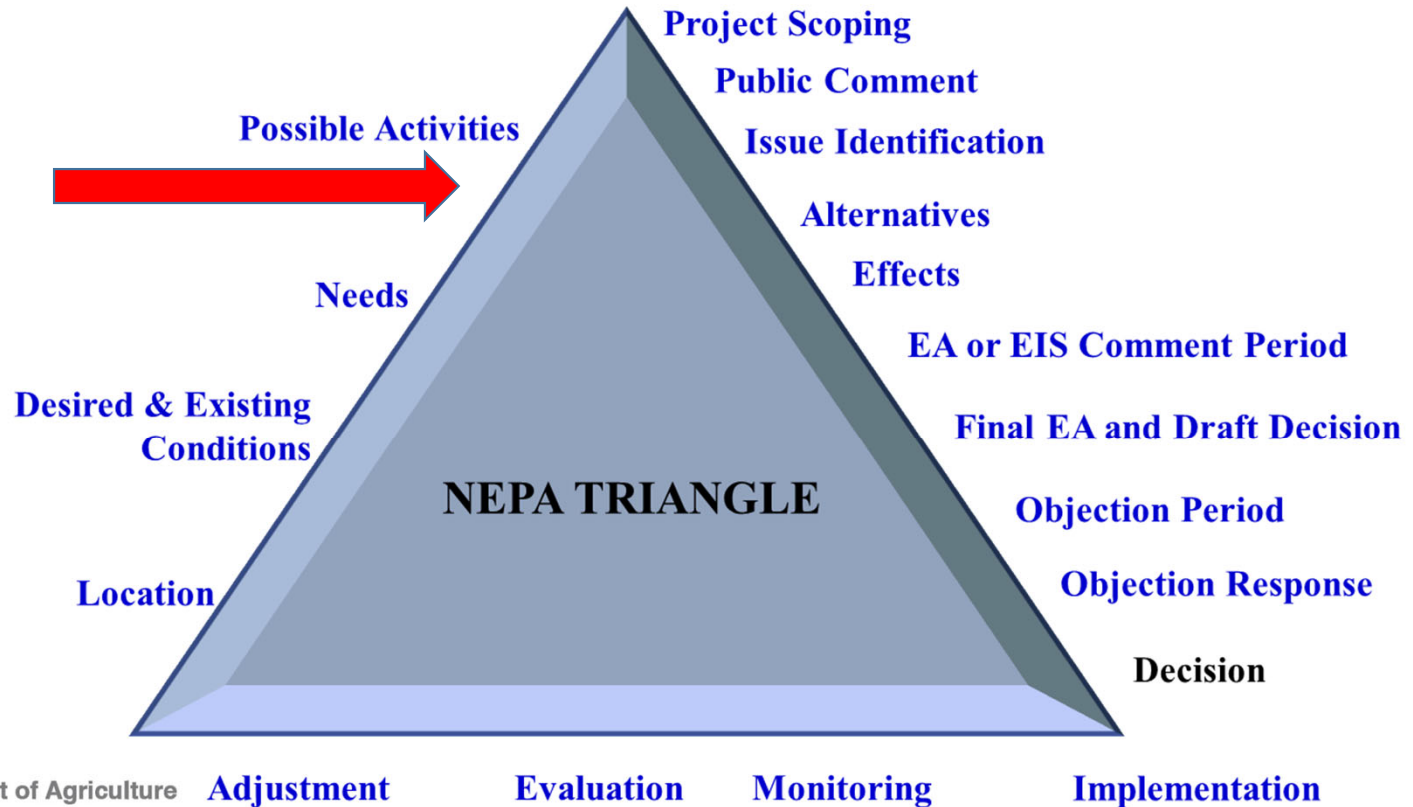 Project Scoping
Public Comment
Possible Activities
Issue Identification
Alternatives
Effects
Needs
EA or EIS Comment Period
Desired & Existing
Conditions
Final EA and Draft Decision
NEPA TRIANGLE
Objection Period
Location
Objection Response
Decision
t of Agriculture
Adjustment
Evaluation
Monitoring
Implementation